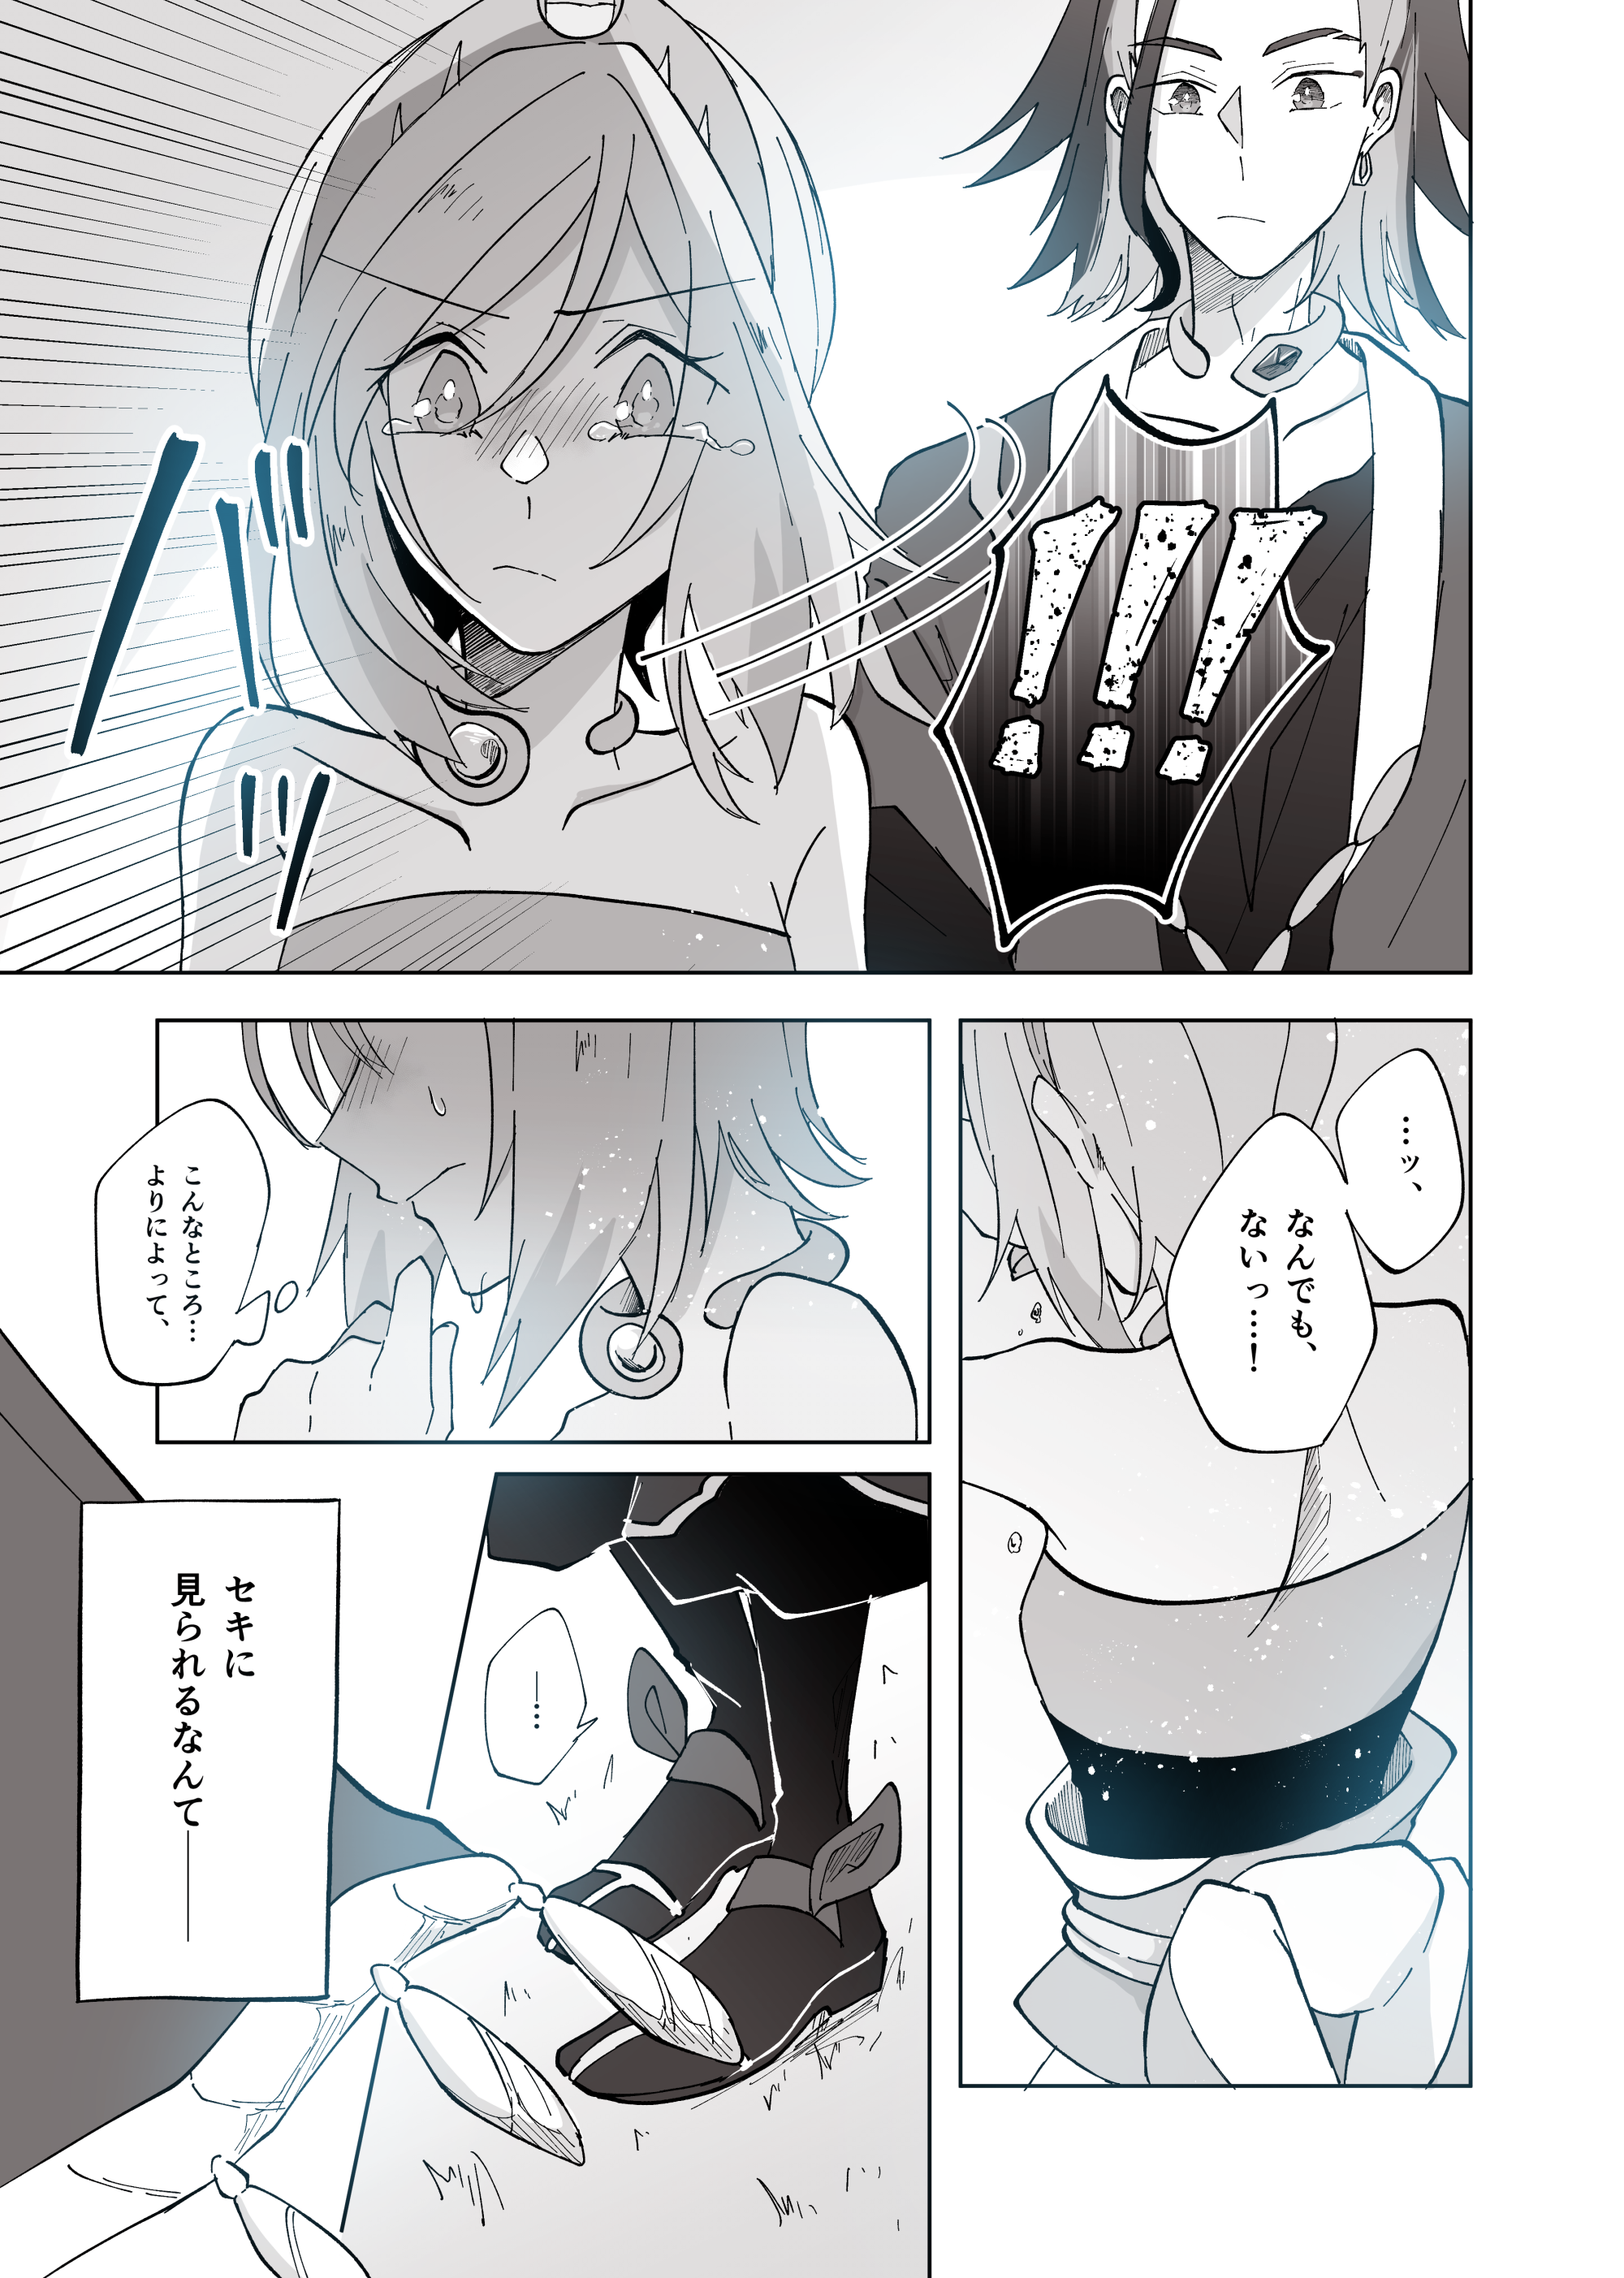 !!!
バッ
…ッ、
なんでも、
ないっ…!
こんなところ…
よりによって、
―…
セキに
見られるなんて――